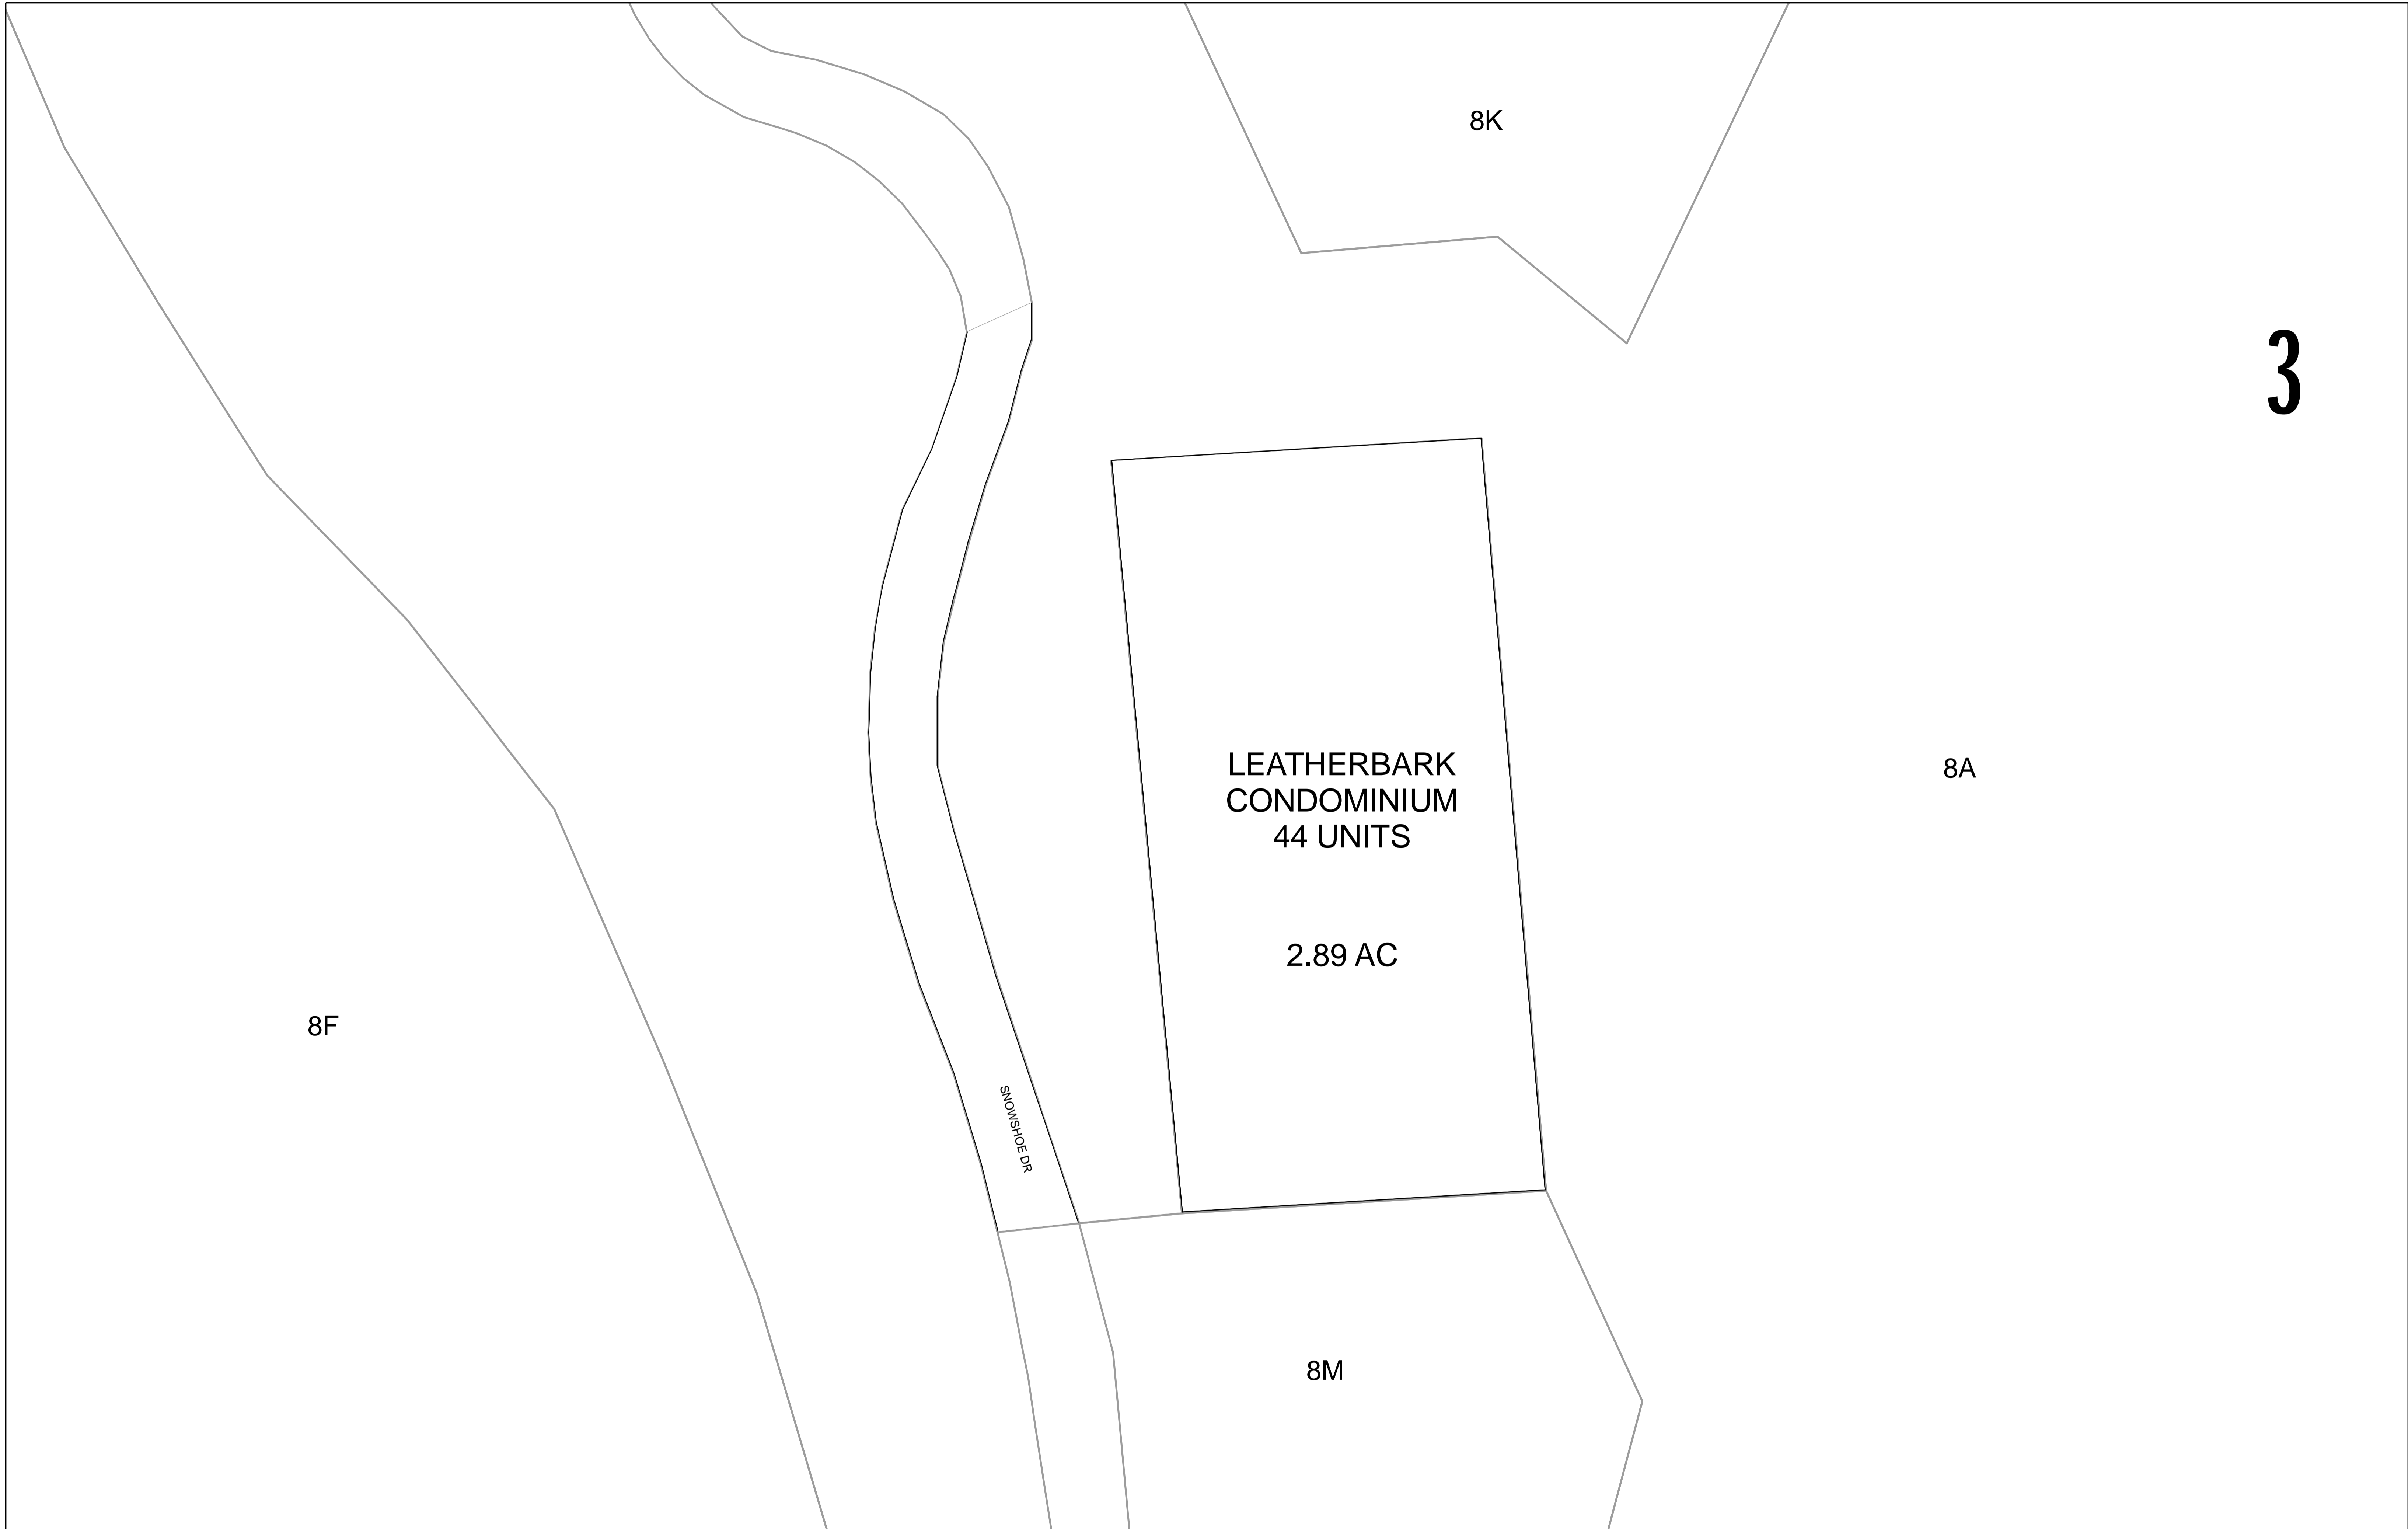 8K
3
LEATHERBARK
CONDOMINIUM
44 UNITS
8A
2.89 AC
8F
SNOWSHOE DR
8M